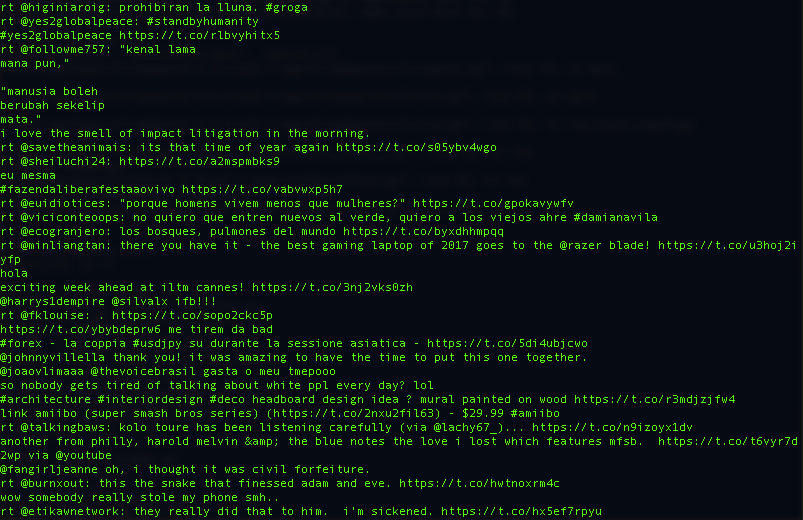 rt @higiniaroig: prohibiran la lluna. #groga
rt @yes2globalpeace: #standbyhumanity
#yes2globalpeace https://t.co/rlbvyhitx5
rt @followme757: "kenal lama
mana pun,"
"manusia boleh
berubah sekelip
mata."
i love the smell of impact litigation in the morning.
rt @savetheanimais: its that time of year again https://t.co/s05ybv4wgo
rt @sheiluchi24: https://t.co/a2mspmbks9
eu mesma
#fazendaliberafestaaovivo https://t.co/vabvwxp5h7
rt @euidiotices: "porque homens vivem menos que mulheres?" https://t.co/gpokavywfv
rt @viciconteoops: no quiero que entren nuevos al verde, quiero a los viejos ahre #damianavila
rt @ecogranjero: los bosques, pulmones del mundo https://t.co/byxdhhmpqq
rt @minliangtan: there you have it - the best gaming laptop of 2017 goes to the @razer blade! https://t.co/u3hoj2i
yfp
hola
exciting week ahead at iltm cannes! https://t.co/3nj2vks0zh
@harrys1dempire @silvalx ifb!!!
rt @fklouise: . https://t.co/sopo2ckc5p
https://t.co/ybybdeprw6 me tirem da bad
#forex - la coppia #usdjpy su durante la sessione asiatica - https://t.co/5di4ubjcwo
@johnnyvillella thank you! it was amazing to have the time to put this one together.
@joaovlimaaa @thevoicebrasil gasta o meu tmepooo
so nobody gets tired of talking about white ppl every day? lol
#architecture #interiordesign #deco headboard design idea ? mural painted on wood https://t.co/r3mdjzjfw4
link amiibo (super smash bros series) (https://t.co/2nxu2fil63) - $29.99 #amiibo
rt @talkingbaws: kolo toure has been listening carefully (via @lachy67_)... https://t.co/n9izoyx1dv
another from philly, harold melvin &amp; the blue notes the love i lost which features mfsb.  https://t.co/t6vyr7d
2wp via @youtube
@fangirljeanne oh, i thought it was civil forfeiture.
rt @burnxout: this the snake that finessed adam and eve. https://t.co/hwtnoxrm4c
wow somebody really stole my phone smh..
rt @etikawnetwork: they really did that to him.  i'm sickened. https://t.co/hx5ef7rpyu